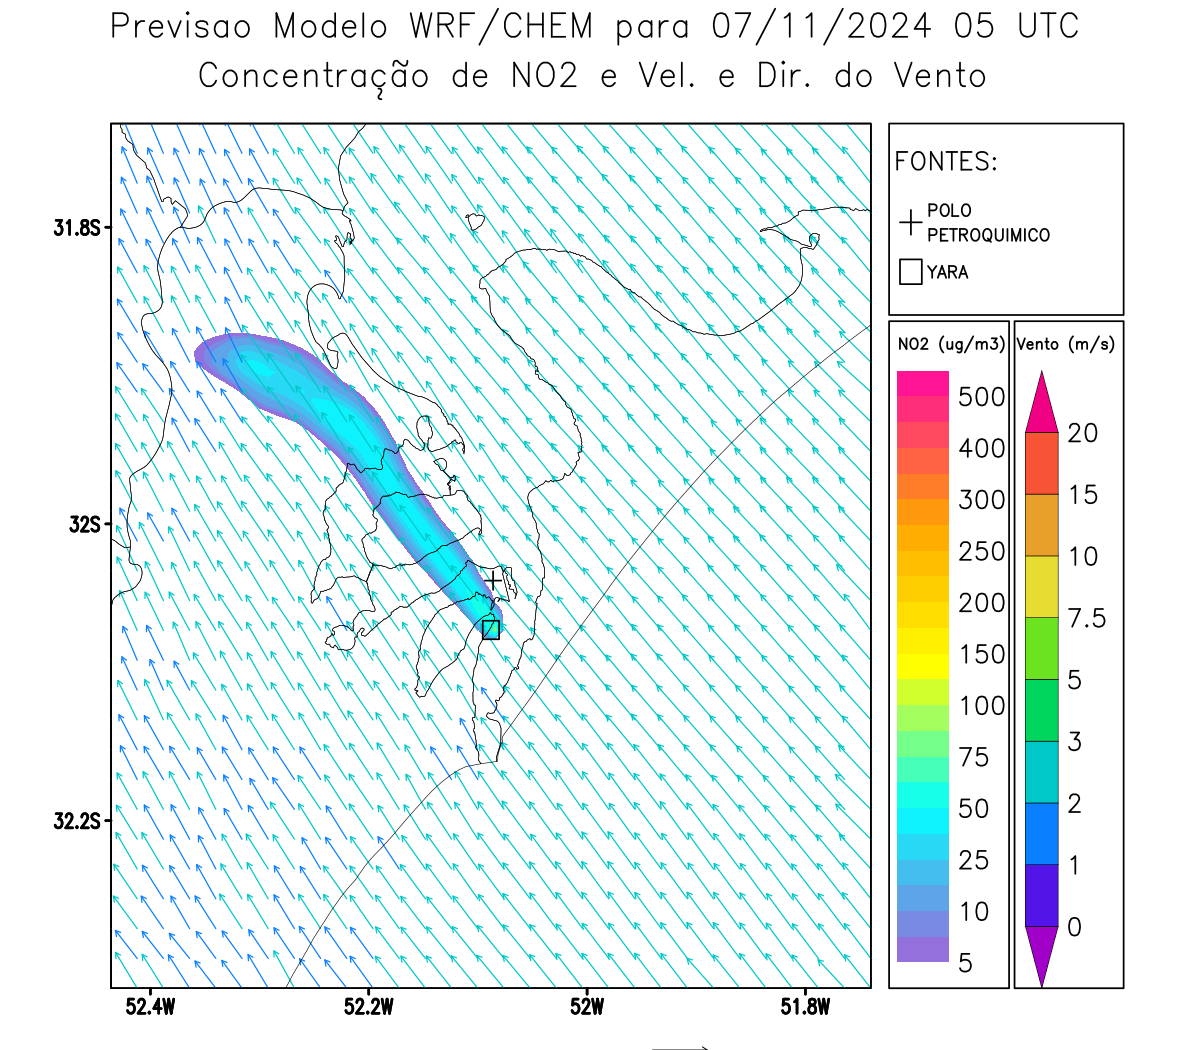 Previsao Modelo WRF/CHEM para 07/11/2024 05 UTC
Concentração de NO2 e Vel. e Dir. do Vento
FONTES:
POLO
PETROQUIMICO
YARA
31.8S
32S
32.2S
52.4W
52.2W
52W
51.8W
NO2 (ug/m3)
500
400
300
250
200
150
100
75
50
25
10
5
Vento (m/s)
20
15
10
7.5
5
3
2
1
0